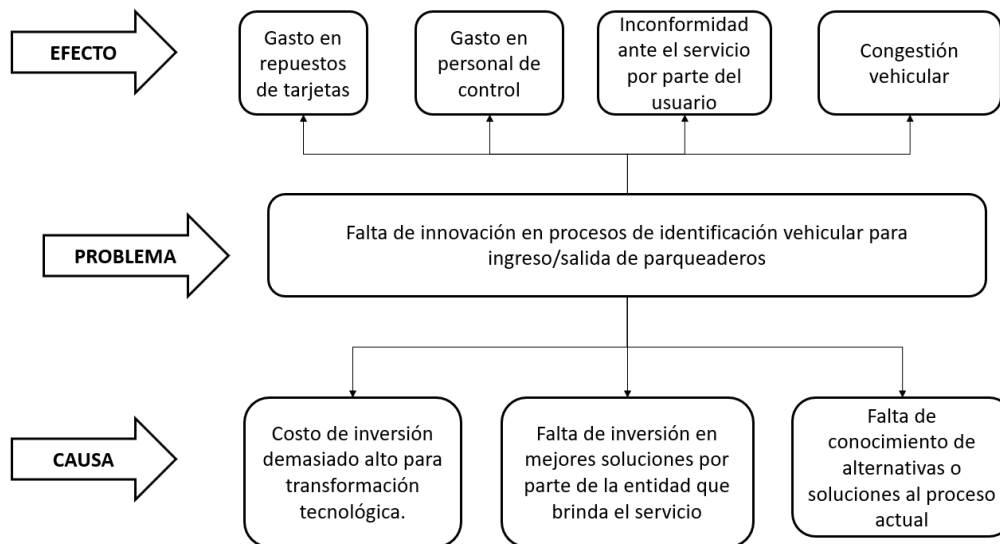 EFECTO
Gasto en
repuestos
de tarjetas
Gasto en
personal de
control
Inconformidad
ante el servicio
por parte del
usuario
Congestión
vehicular
PROBLEMA
Falta de innovación en procesos de identificación vehicular para
ingreso/salida de parqueaderos
CAUSA
Costo de inversión
demasiado alto para
transformación
tecnológica.
Falta de inversión en
mejores soluciones por
parte de la entidad que
brinda el servicio
Falta de
conocimiento de
alternativas o
soluciones al proceso
actual